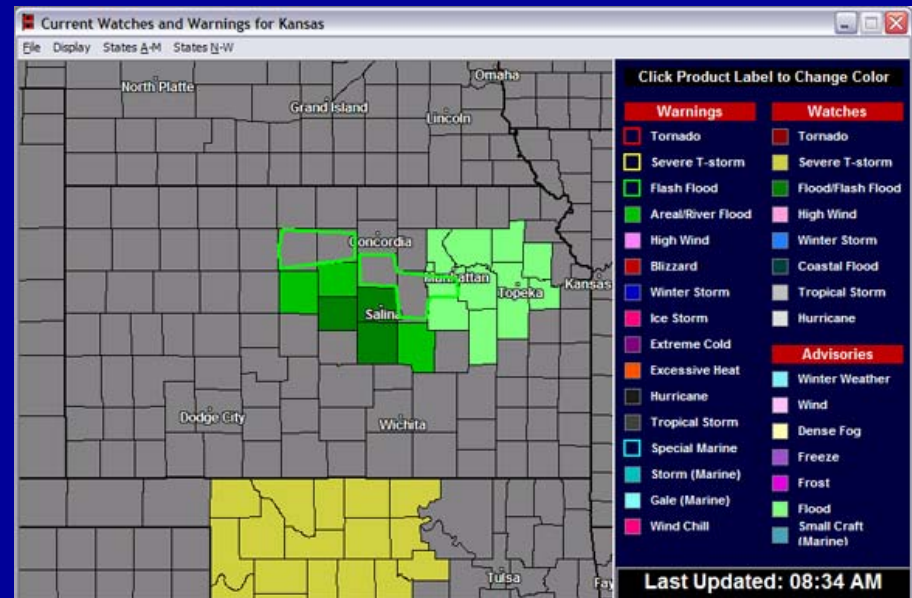 Current Watches and Warnings for Kansas
File Display States A-M States N-W
North Platte
Omaha
Grand Island
Lincoln
Concordia
Manhattan
Topeka
Kansas
Salina
Dodge City
Wichita
Tulsa
Fay
Click Product Label to Change Color
Warnings
Tornado
Severe T-storm
Flash Flood
Areal/River Flood
High Wind
Blizzard
Winter Storm
Ice Storm
Extreme Cold
Excessive Heat
Hurricane
Tropical Storm
Special Marine
Storm (Marine)
Gale (Marine)
Wind Chill
Watches
Tornado
Severe T-storm
Flood/Flash Flood
High Wind
Winter Storm
Coastal Flood
Tropical Storm
Hurricane
Advisories
Winter Weather
Wind
Dense Fog
Freeze
Frost
Flood
Small Craft
(Marine)
Last Updated: 08:34 AM